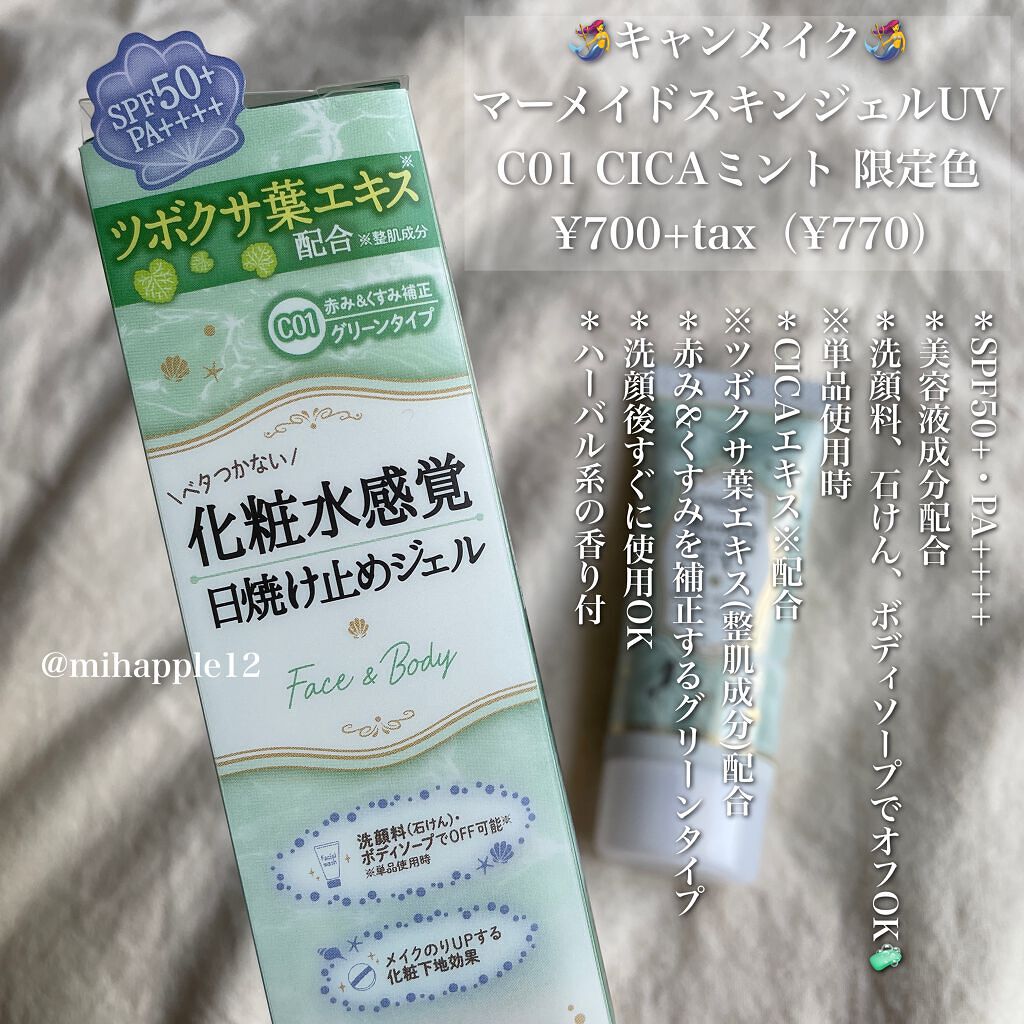 🧜‍♀️キャンメイク🧜‍♀️
マーメイドスキンジェルUV
C01 CICAミント 限定色
¥700+tax（¥770）
＊SPF50+・PA++++
＊美容液成分配合
＊洗顔料、石けん、ボディソープでオフOK🧼
※単品使用時
＊CICAエキス※配合
※ツボクサ葉エキス(整肌成分)配合
＊赤み&くすみを補正するグリーンタイプ
＊洗顔後すぐに使用OK
＊ハーバル系の香り付
SPF50+
PA++++
ツボクサ葉エキス※
配合 ※整肌成分
C01 赤み&くすみ補正
グリーンタイプ
\ベタつかない/
化粧水感覚
日焼け止めジェル
Face & Body
@mihapple12
Facial
wash
洗顔料(石けん)・
ボディソープでOFF可能※
※単品使用時
メイクのりUPする
化粧下地効果